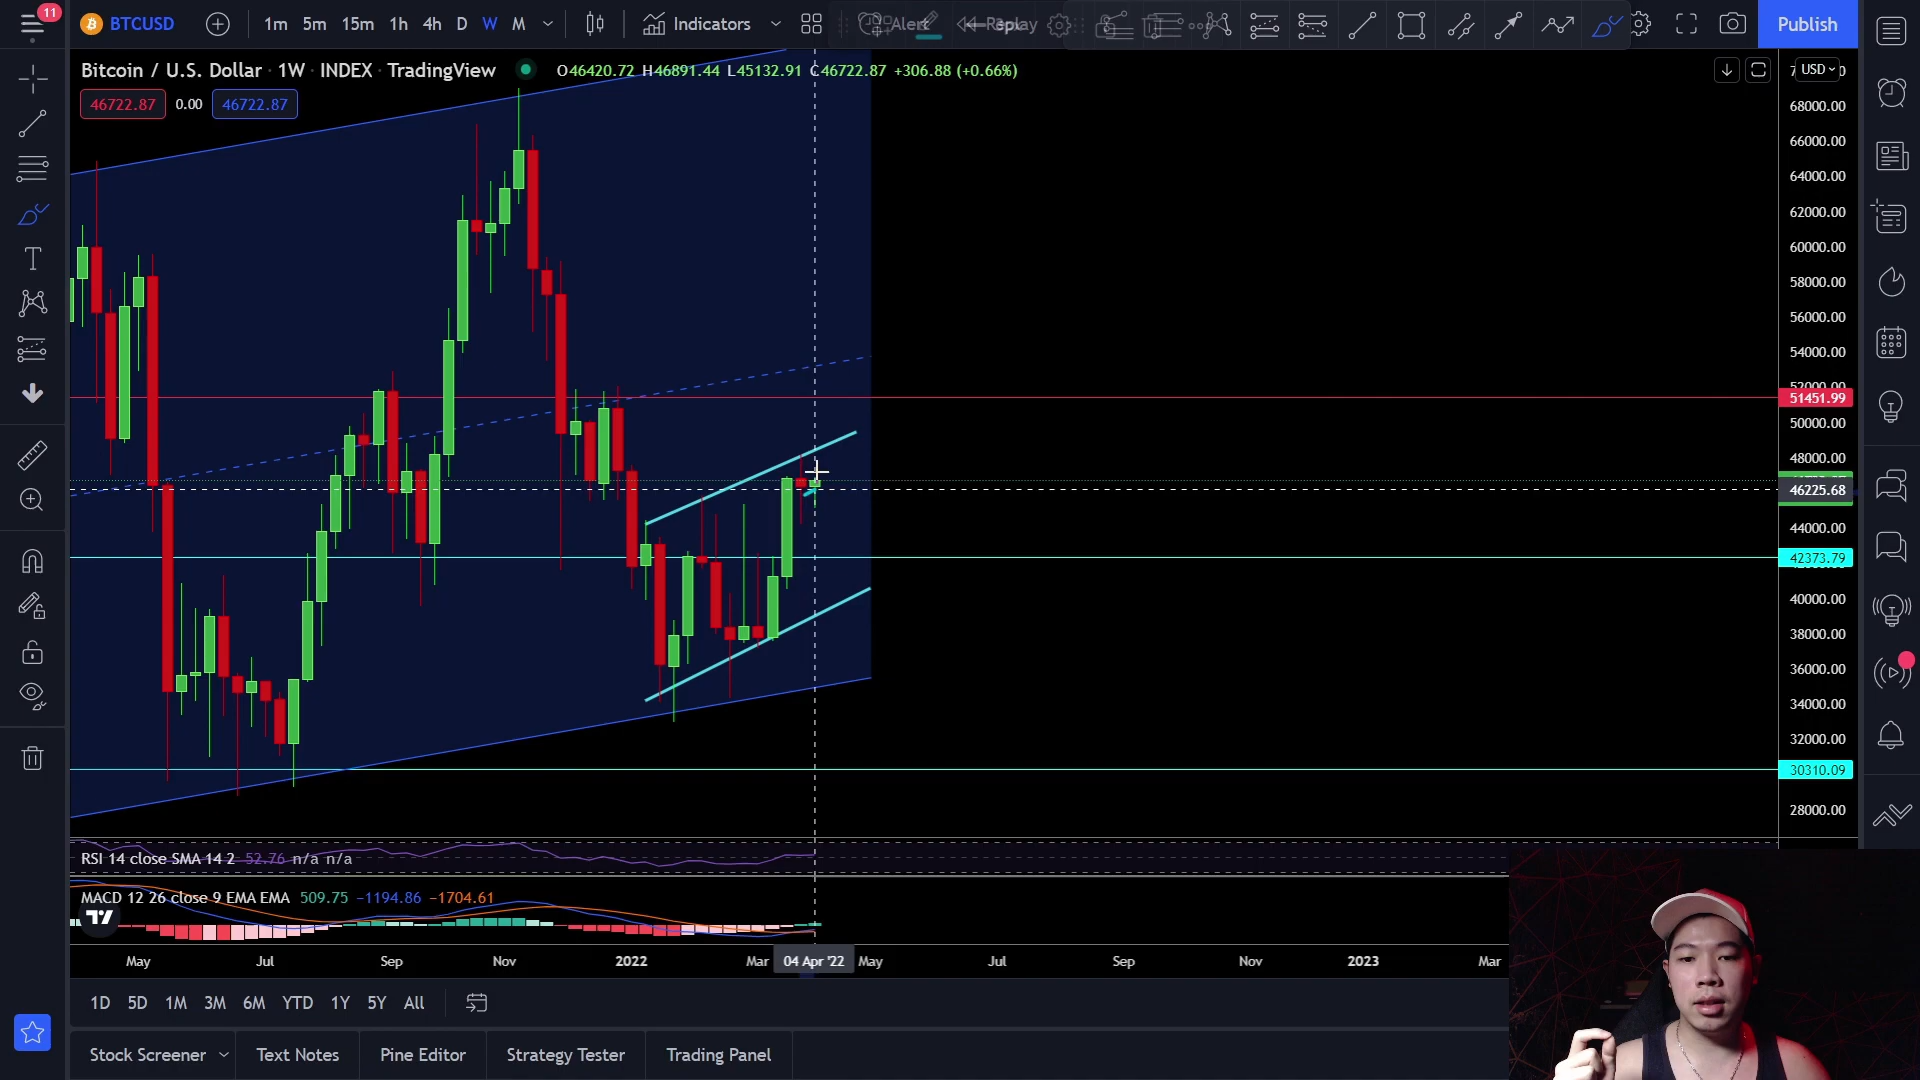 11
BTCUSD
1m 5m 15m 1h 4h D W M
Indicators
Alert
Replay
Publish
Bitcoin / U.S. Dollar · 1W · INDEX · TradingView
O46420.72 H46891.44 L45132.91 C46722.87 +306.88 (+0.66%)
USD
46722.87 0.00 46722.87
68000.00
66000.00
64000.00
62000.00
60000.00
58000.00
56000.00
54000.00
52000.00
51451.99
50000.00
48000.00
46225.68
44000.00
42373.79
40000.00
38000.00
36000.00
34000.00
32000.00
30310.09
28000.00
RSI 14 close SMA 14 2 52.76 n/a n/a
MACD 12 26 close 9 EMA EMA 509.75 −1194.86 −1704.61
May Jul Sep Nov 2022 Mar 04 Apr '22 May Jul Sep Nov 2023 Mar
1D 5D 1M 3M 6M YTD 1Y 5Y All
Stock Screener Text Notes Pine Editor Strategy Tester Trading Panel